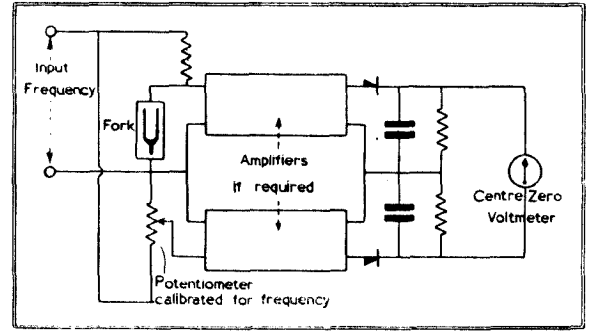 Input
Frequency
Fork
Amplifiers
if required
Centre Zero
Voltmeter
Potentiometer
calibrated for frequency